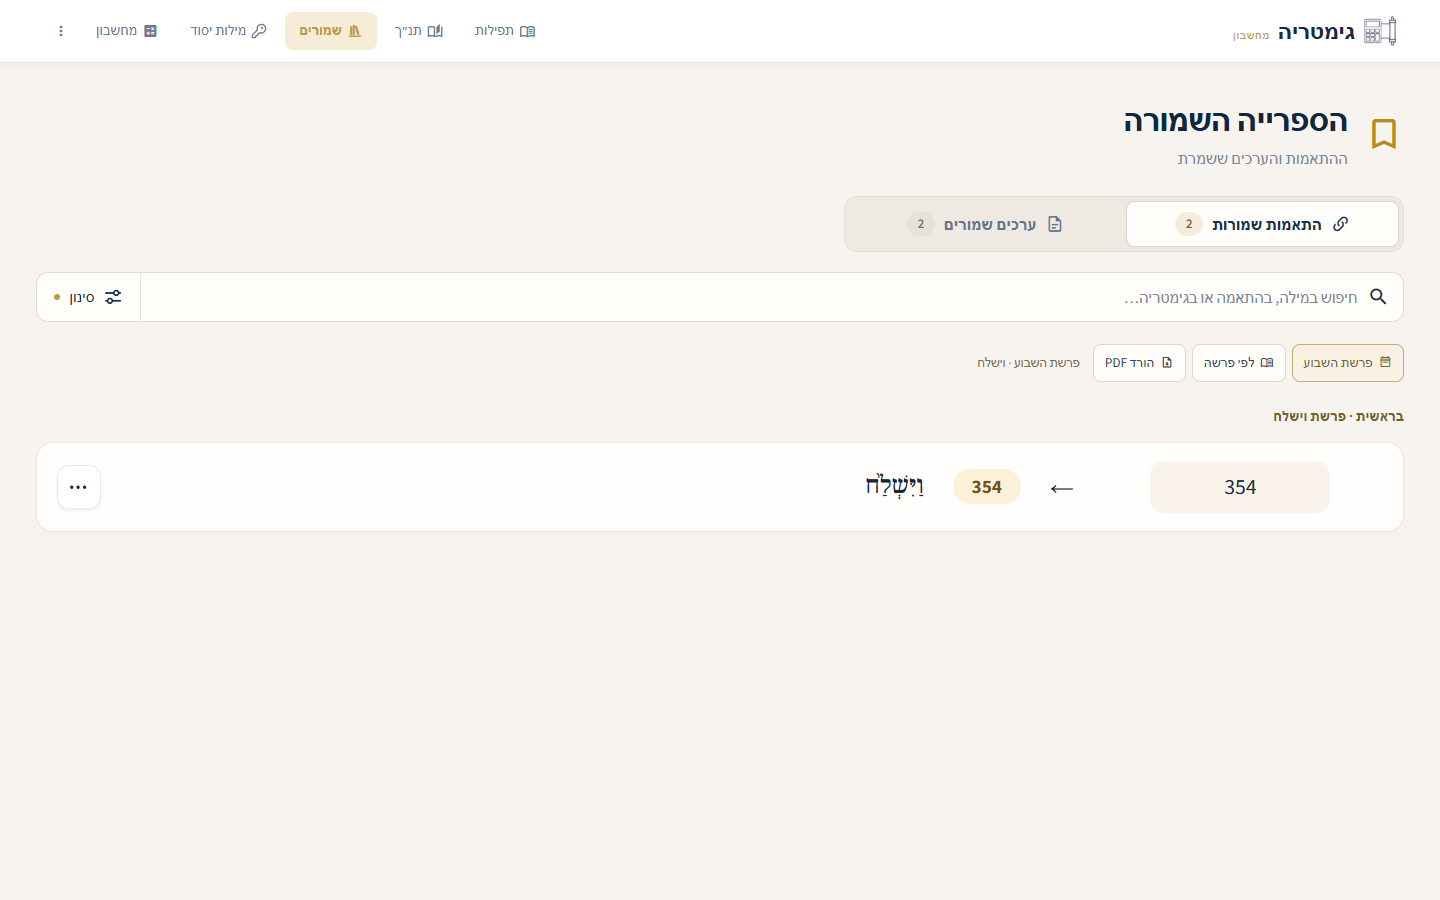 גימטריה מחשבון
תפילות
תנ״ך
שמורים
מילות יסוד
מחשבון
הספרייה השמורה
ההתאמות והערכים ששמרת
התאמות שמורות 2
ערכים שמורים 2
חיפוש במילה, בהתאמה או בגימטריה...
סינון
פרשת השבוע
לפי פרשה
הורד PDF
פרשת השבוע · וישלח
בראשית · פרשת וישלח
354 ← 354 וַיִּשְׁלַ֨ח